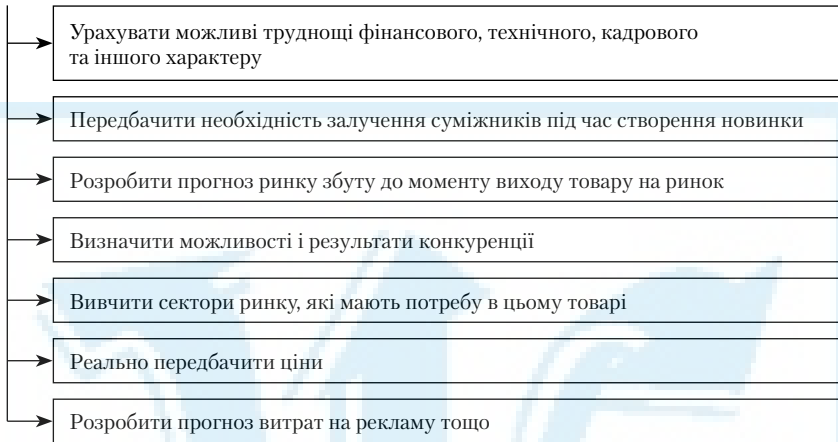 Урахувати можливі труднощі фінансового, технічного, кадрового
та іншого характеру
Передбачити необхідність залучення суміжників під час створення новинки
Розробити прогноз ринку збуту до моменту виходу товару на ринок
Визначити можливості і результати конкуренції
Вивчити сектори ринку, які мають потребу в цьому товарі
Реально передбачити ціни
Розробити прогноз витрат на рекламу тощо